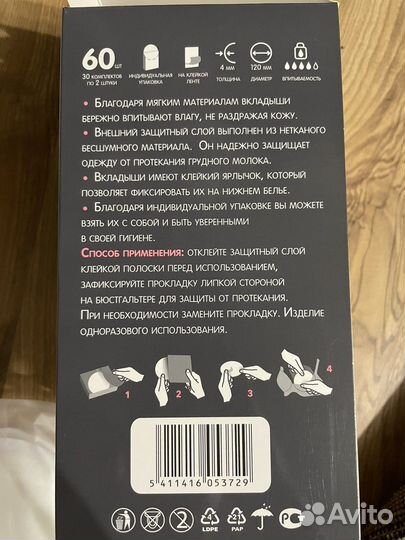 60 шт
30 комплектов
по 2 штуки
индивидуальная
упаковка
на клейкой
ленте
4 мм
толщина
120 мм
диаметр
впитываемость
• Благодаря мягким материалам вкладыши
бережно впитывают влагу, не раздражая кожу.
• Внешний защитный слой выполнен из нетканого
бесшумного материала. Он надежно защищает
одежду от протекания грудного молока.
• Вкладыши имеют клейкий ярлычок, который
позволяет фиксировать их на нижнем белье.
• Благодаря индивидуальной упаковке вы можете
взять их с собой и быть уверенными
в своей гигиене.
Способ применения: отклейте защитный слой
клейкой полоски перед использованием,
зафиксируйте прокладку липкой стороной
на бюстгальтере для защиты от протекания.
При необходимости замените прокладку. Изделие
одноразового использования.
1 2 3 4
5 411416 053729
4
LDPE
21
PAP
РСТ
Avito